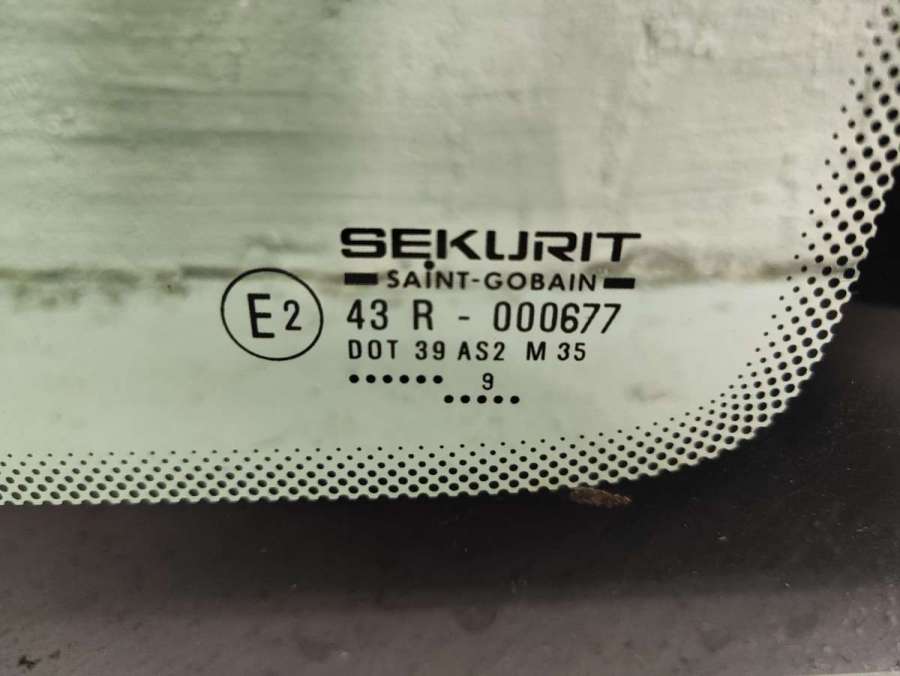 SEKURIT
SAINT-GOBAIN
E2 43 R - 000677
DOT 39 AS2 M 35
...... 9
.....